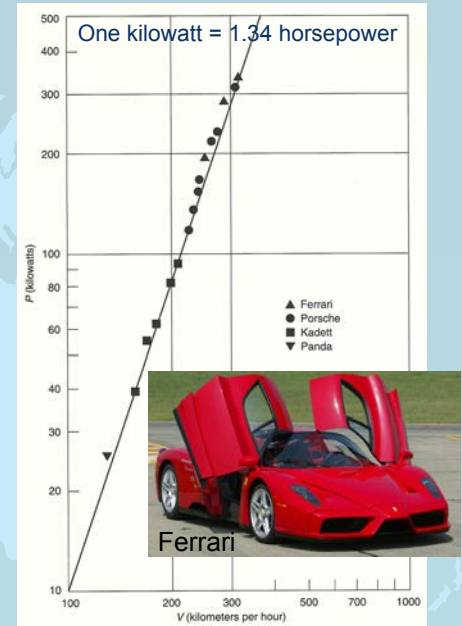 One kilowatt = 1.34 horsepower
500
400
300
200
100
80
60
40
30
20
10
P (kilowatts)
▲ Ferrari
● Porsche
■ Kadett
▼ Panda
Ferrari
100
200
300
500
700
1000
V (kilometers per hour)